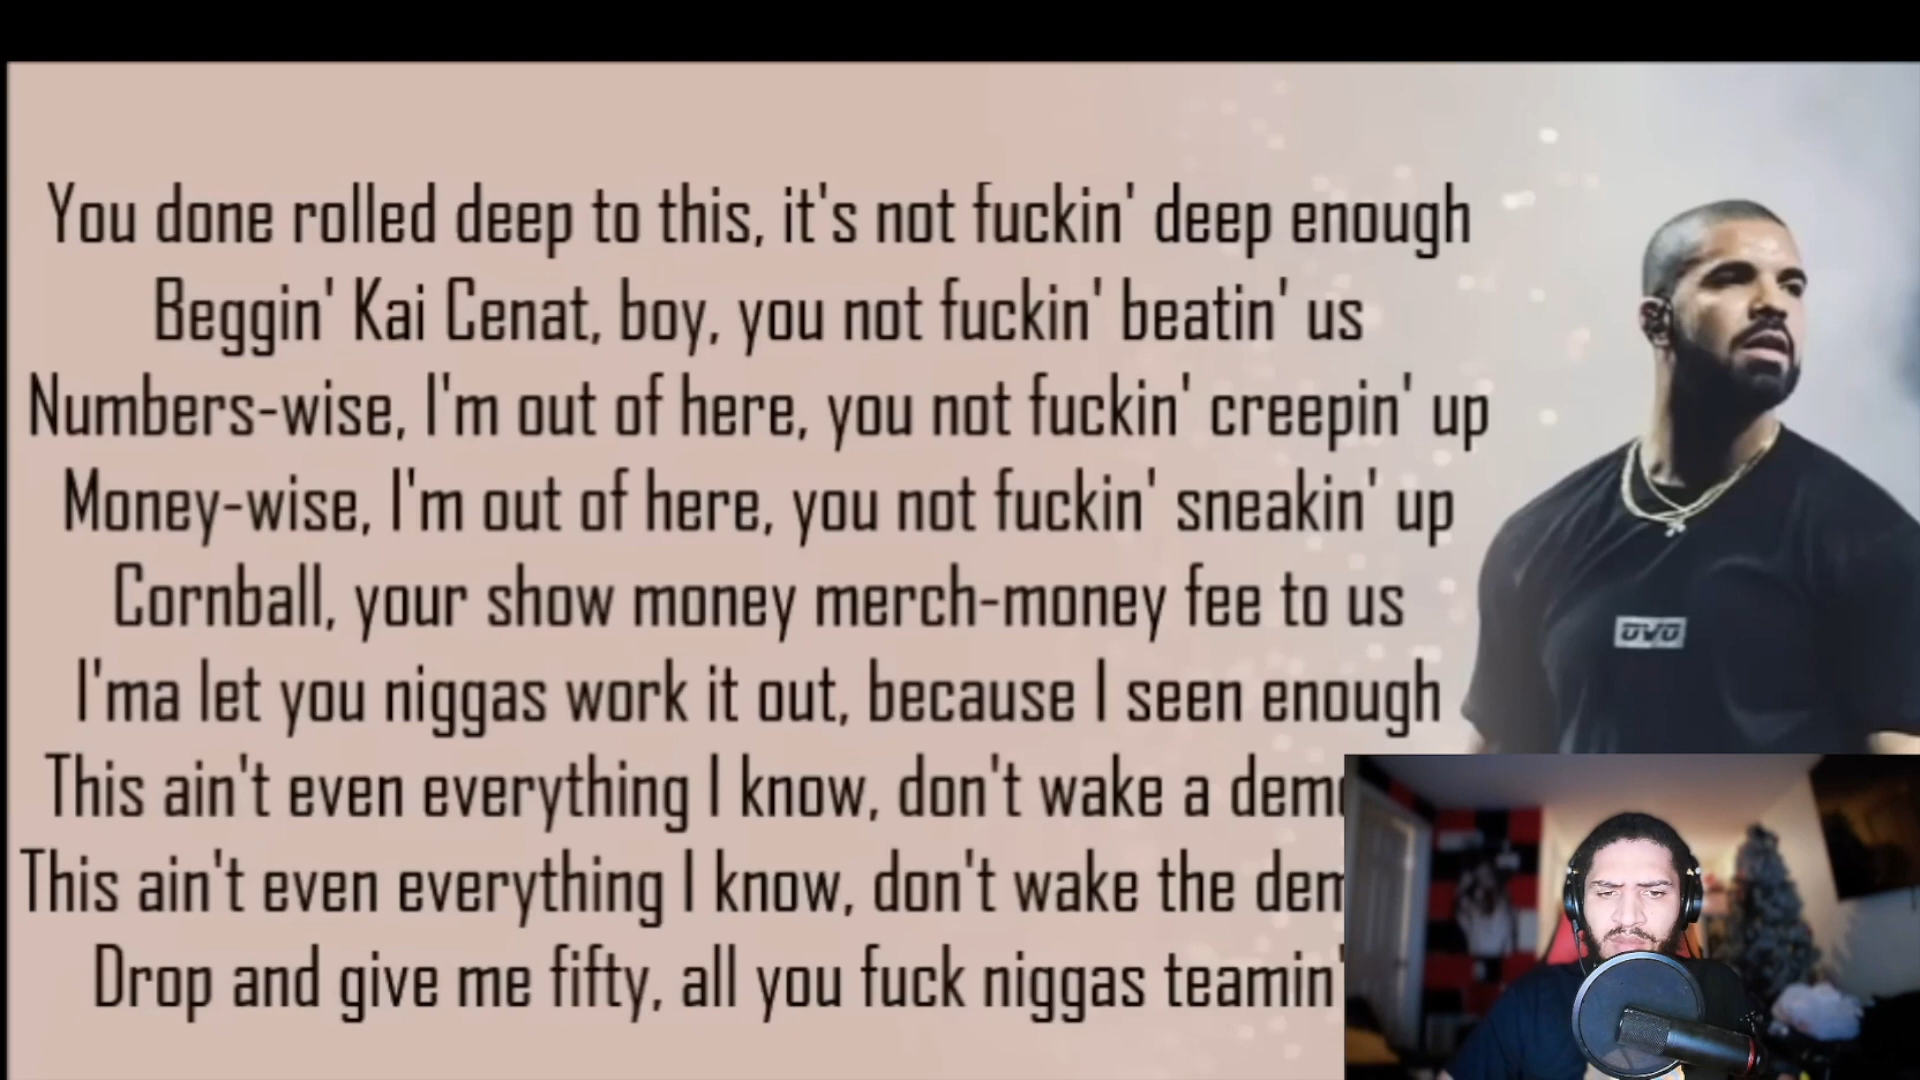 You done rolled deep to this, it's not fuckin' deep enough
Beggin' Kai Cenat, boy, you not fuckin' beatin' us
Numbers-wise, I'm out of here, you not fuckin' creepin' up
Money-wise, I'm out of here, you not fuckin' sneakin' up
Cornball, your show money merch-money fee to us
I'ma let you niggas work it out, because I seen enough
This ain't even everything I know, don't wake a
This ain't even everything I know, don't wake the
Drop and give me fifty, all you fuck niggas teamin'
OVO